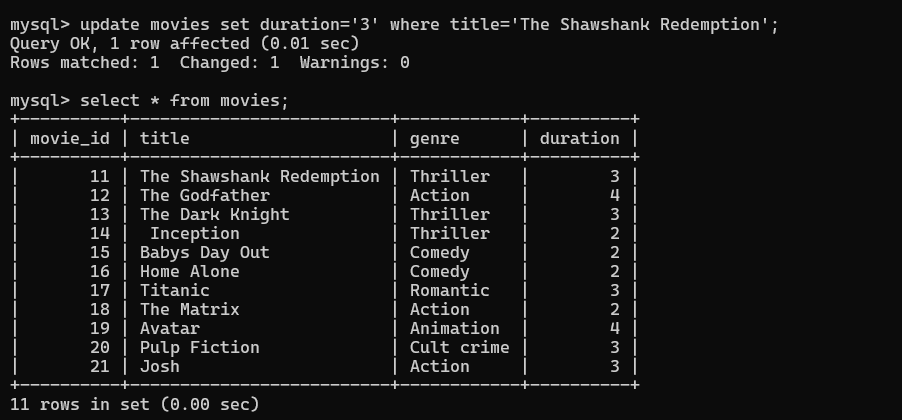 mysql> update movies set duration='3' where title='The Shawshank Redemption';
Query OK, 1 row affected (0.01 sec)
Rows matched: 1  Changed: 1  Warnings: 0

mysql> select * from movies;
+----------+--------------------------+------------+----------+
| movie_id | title                    | genre      | duration |
+----------+--------------------------+------------+----------+
|       11 | The Shawshank Redemption | Thriller   |        3 |
|       12 | The Godfather            | Action     |        4 |
|       13 | The Dark Knight          | Thriller   |        3 |
|       14 |  Inception               | Thriller   |        2 |
|       15 | Babys Day Out            | Comedy     |        2 |
|       16 | Home Alone               | Comedy     |        2 |
|       17 | Titanic                  | Romantic   |        3 |
|       18 | The Matrix               | Action     |        2 |
|       19 | Avatar                   | Animation  |        4 |
|       20 | Pulp Fiction             | Cult crime |        3 |
|       21 | Josh                     | Action     |        3 |
+----------+--------------------------+------------+----------+
11 rows in set (0.00 sec)